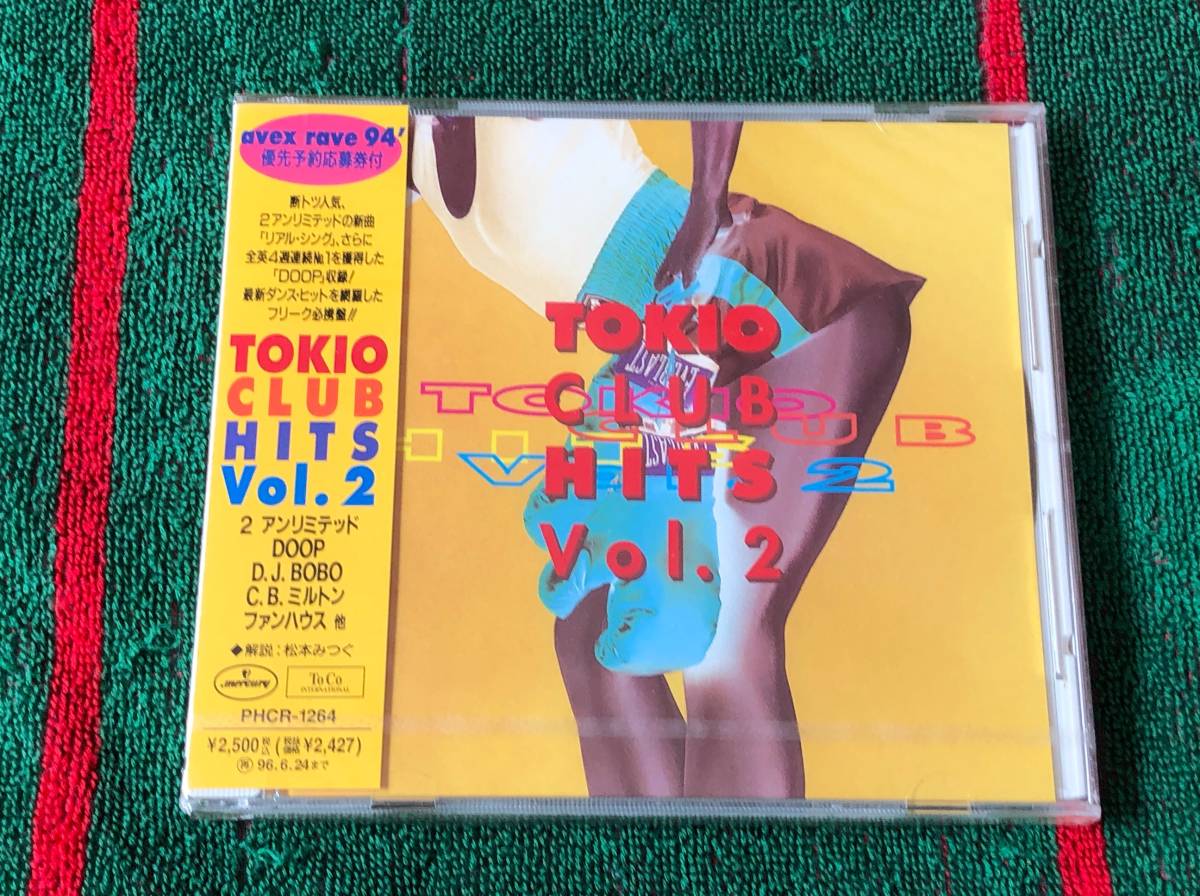 avex rave 94'
優先予約応募券付
断トツ人気、
2アンリミテッドの新曲
「リアル・シング」、さらに
全英4週連続No.1を獲得した
「DOOP」収録!
最新ダンス・ヒットを網羅した
フリーク必携盤!!
TOKIO
CLUB
HITS
Vol.2
2 アンリミテッド
DOOP
D.J. BOBO
C.B. ミルトン
ファンハウス 他
◆解説:松本みつぐ
mercury
ToCo
INTERNATIONAL
PHCR-1264
¥2,500税込(税抜価格¥2,427)
再 96.6.24まで
TOKIO
CLUB
HITS
Vol.2
TOKIO
CLUB
HITS
Vol.2
EVERLAST
EVERLAST